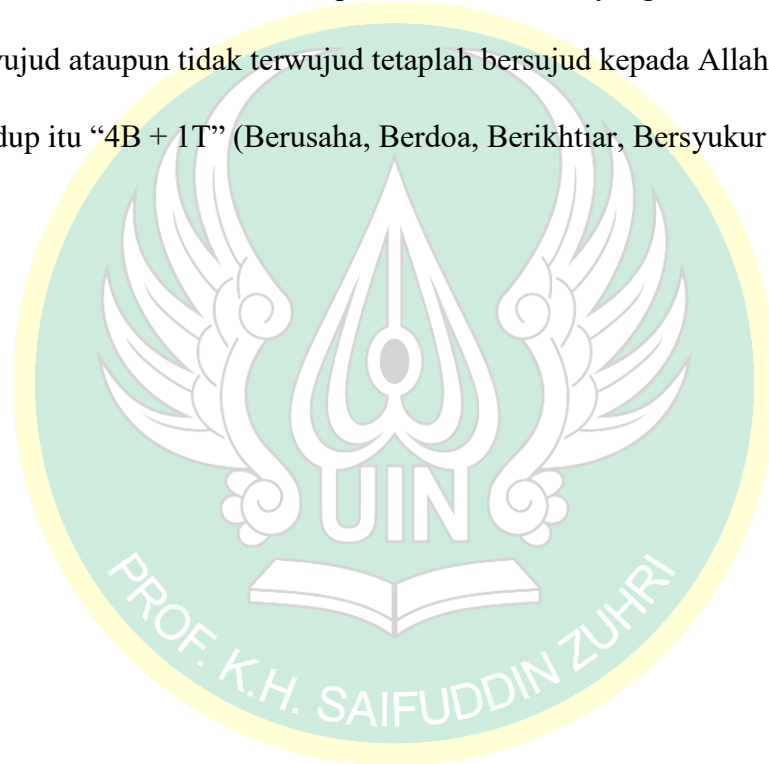 wujud ataupun tidak terwujud tetaplah bersujud kepada Allah
dup itu “4B + 1T” (Berusaha, Berdoa, Berikhtiar, Bersyukur
UIN
PROF. K.H. SAIFUDDIN ZUHRI